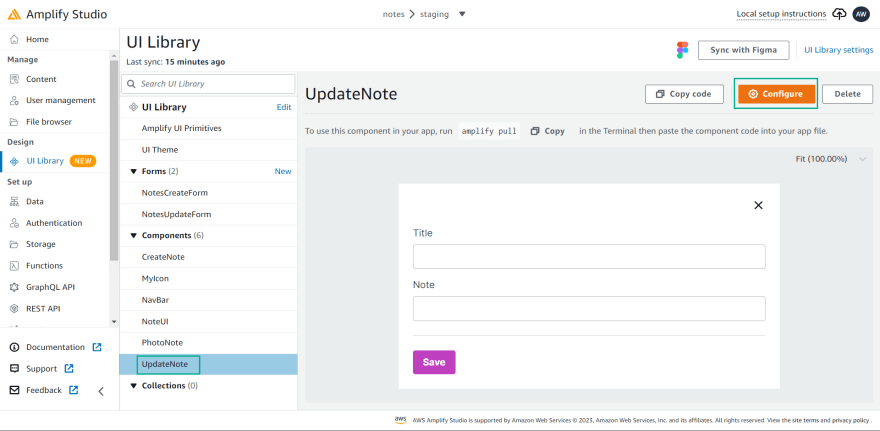 Amplify Studio
notes > staging
Local setup instructions
AW
Home
Manage
Content
User management
File browser
Design
UI Library NEW
Set up
Data
Authentication
Storage
Functions
GraphQL API
REST API
Documentation
Support
Feedback
UI Library
Last sync: 15 minutes ago
Sync with Figma
UI Library settings
Search UI Library
UI Library Edit
Amplify UI Primitives
UI Theme
Forms (2) New
NotesCreateForm
NotesUpdateForm
Components (6)
CreateNote
MyIcon
NavBar
NoteUI
PhotoNote
UpdateNote
Collections (0)
UpdateNote
Copy code
Configure
Delete
To use this component in your app, run amplify pull Copy in the Terminal then paste the component code into your app file.
Fit (100.00%)
Title
Note
Save
aws AWS Amplify Studio is supported by Amazon Web Services © 2023, Amazon Web Services, Inc. and its affiliates. All rights reserved. View the site terms and privacy policy .